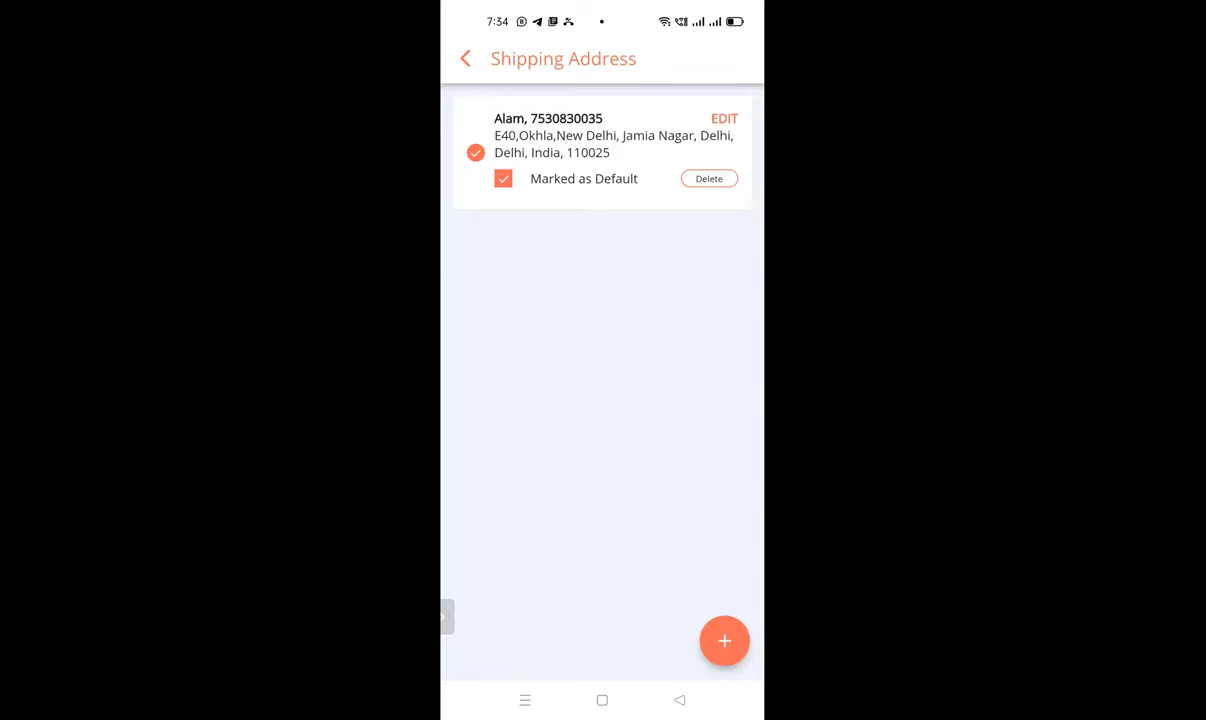 7:34
Shipping Address
Alam, 7530830035
EDIT
E40,Okhla,New Delhi, Jamia Nagar, Delhi,
Delhi, India, 110025
Marked as Default
Delete